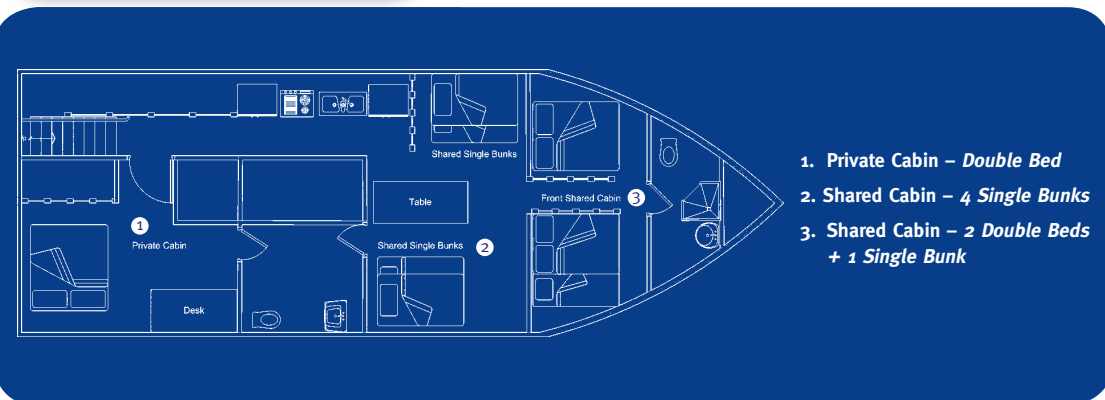 Shared Single Bunks
Table
Front Shared Cabin
3
1
Private Cabin
Shared Single Bunks
2
Desk
1. Private Cabin – Double Bed
2. Shared Cabin – 4 Single Bunks
3. Shared Cabin – 2 Double Beds
+ 1 Single Bunk